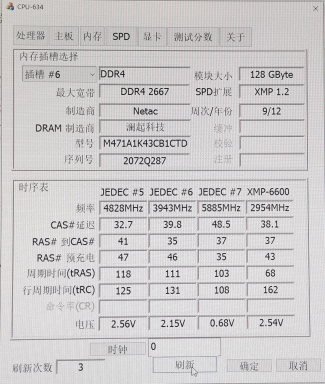 CPU-634
处理器 主板 内存 SPD 显卡 测试分数 关于
内存插槽选择
插槽 #6 DDR4 模块大小 128 GByte
最大宽带 DDR4 2667 SPD扩展 XMP 1.2
制造商 Netac 周次/年份 9/12
DRAM 制造商 澜起科技 缓冲
型号 M471A1K43CB1CTD 校验
序列号 2072Q287 注册
时序表
JEDEC #5 JEDEC #6 JEDEC #7 XMP-6600
频率 4828MHz 3943MHz 5885MHz 2954MHz
CAS#延迟 32.7 39.8 48.5 38.1
RAS# 到CAS# 41 35 37 37
RAS# 预充电 47 46 35 43
周期时间(tRAS) 118 111 103 68
行周期时间(tRC) 125 131 108 162
命令率(CR)
电压 2.56V 2.15V 0.68V 2.54V
时钟 0
刷新次数 3 刷新 确定 取消